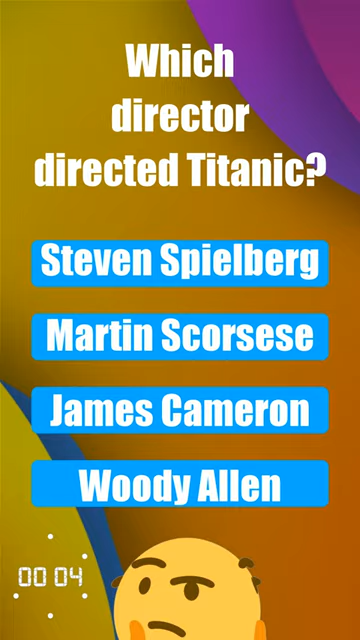 Which
director
directed Titanic?
Steven Spielberg
Martin Scorsese
James Cameron
Woody Allen
00 04